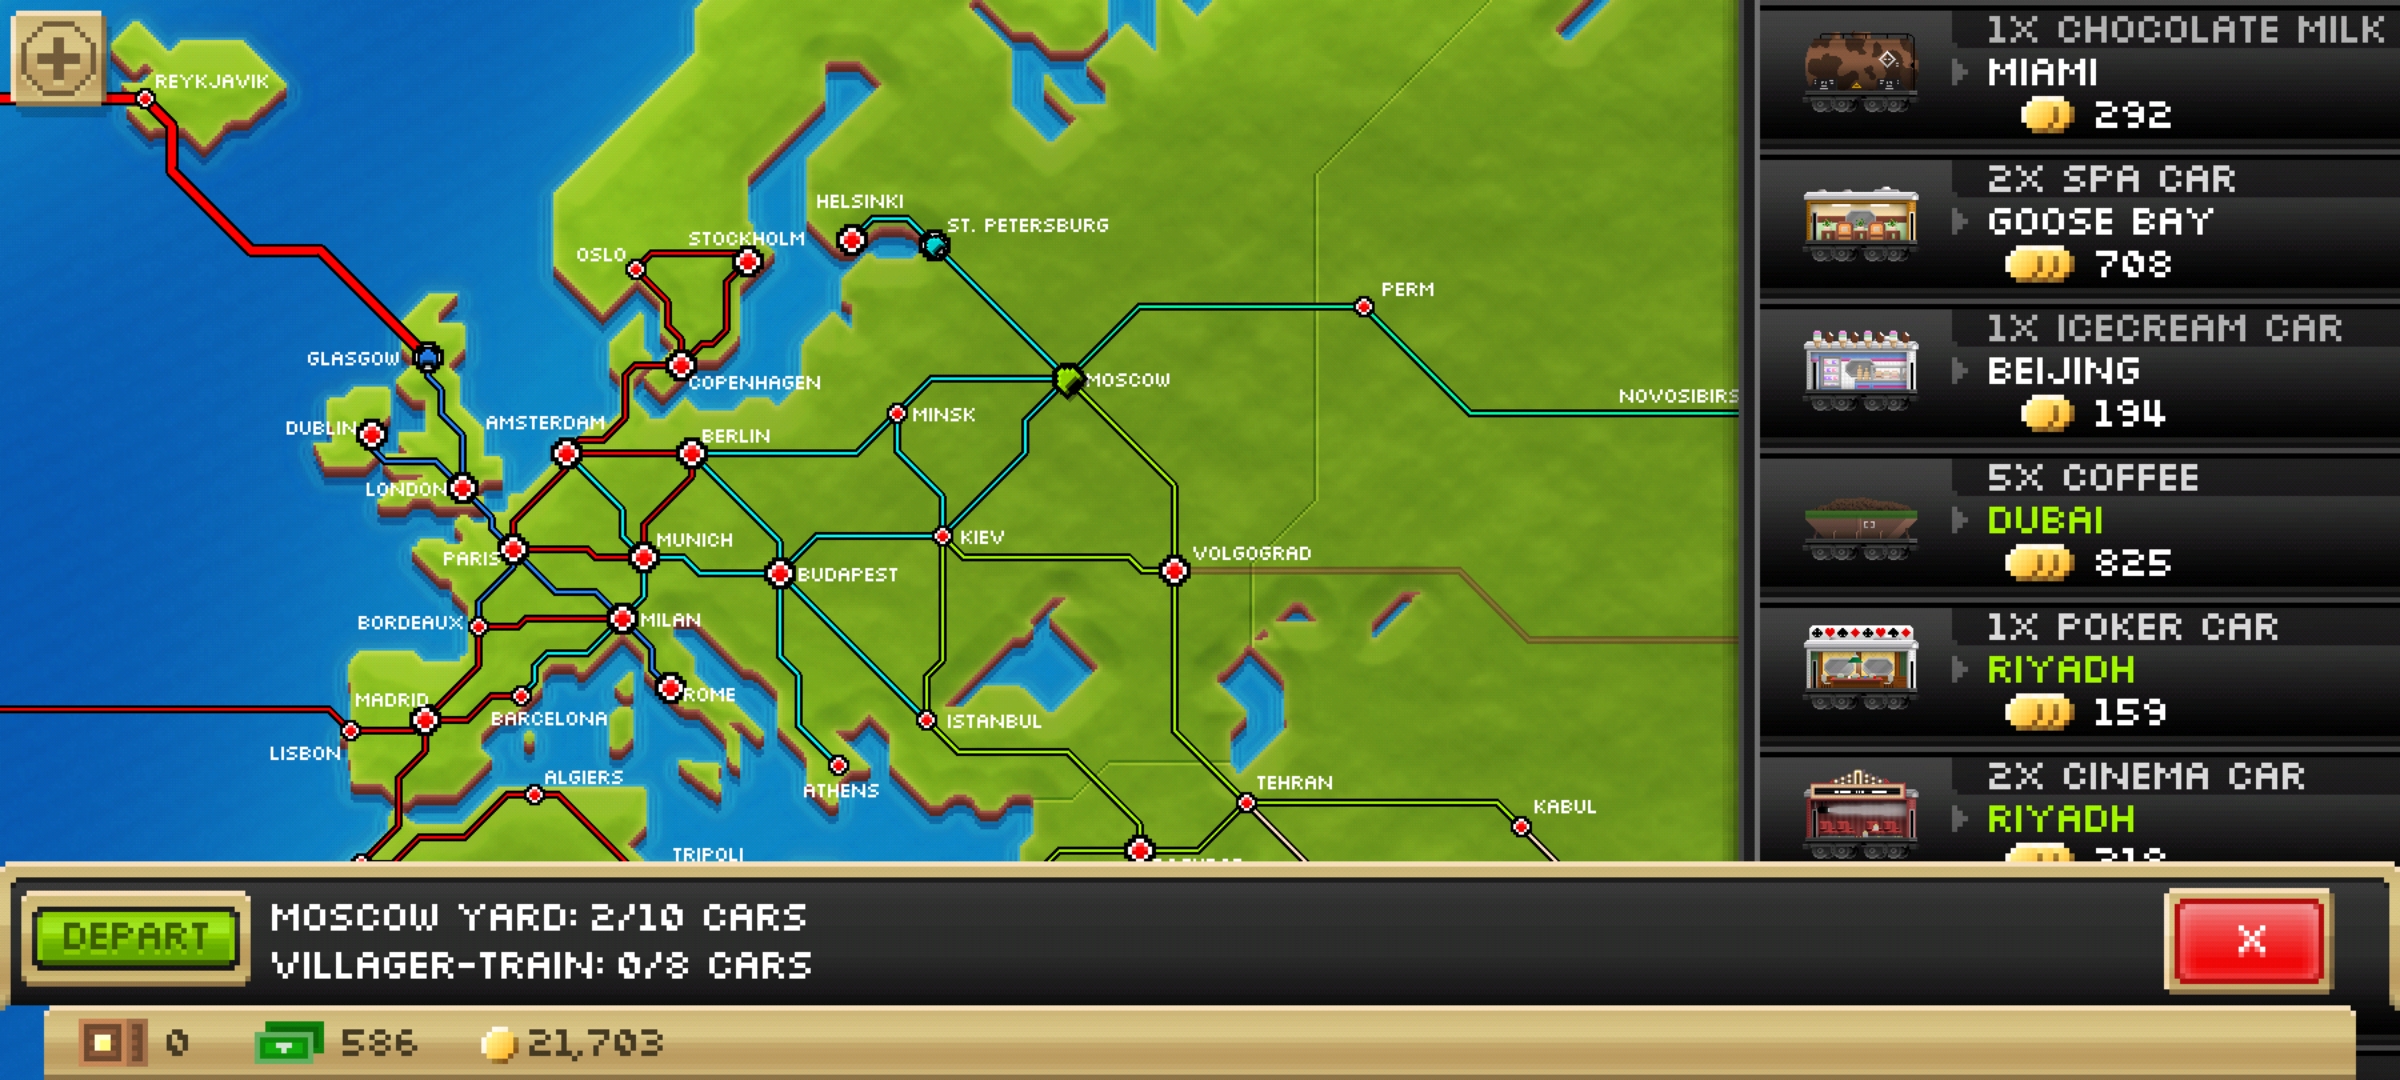 REYKJAVIK
HELSINKI
ST. PETERSBURG
STOCKHOLM
OSLO
PERM
GLASGOW
COPENHAGEN
MOSCOW
NOVOSIBIRS
MINSK
AMSTERDAM
DUBLIN
BERLIN
LONDON
MUNICH
KIEV
PARIS
BUDAPEST
VOLGOGRAD
BORDEAUX
MILAN
MADRID
ROME
BARCELONA
ISTANBUL
LISBON
ALGIERS
ATHENS
TEHRAN
KABUL
TRIPOLI
1X CHOCOLATE MILK
MIAMI
292
2X SPA CAR
GOOSE BAY
708
1X ICECREAM CAR
BEIJING
194
5X COFFEE
DUBAI
825
1X POKER CAR
RIYADH
159
2X CINEMA CAR
RIYADH
DEPART
MOSCOW YARD: 2/10 CARS
VILLAGER-TRAIN: 0/8 CARS
X
0
586
21,703